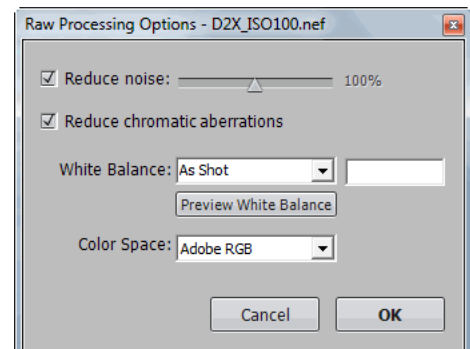 Raw Processing Options - D2X_ISO100.nef
Reduce noise: 100%
Reduce chromatic aberrations
White Balance: As Shot
Preview White Balance
Color Space: Adobe RGB
Cancel OK